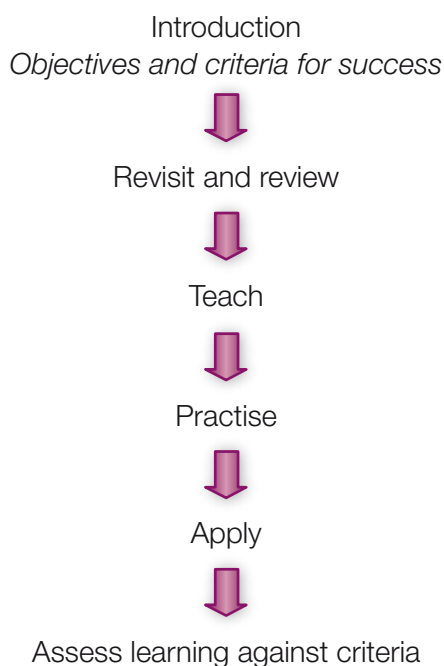 Introduction
Objectives and criteria for success
Revisit and review
Teach
Practise
Apply
Assess learning against criteria